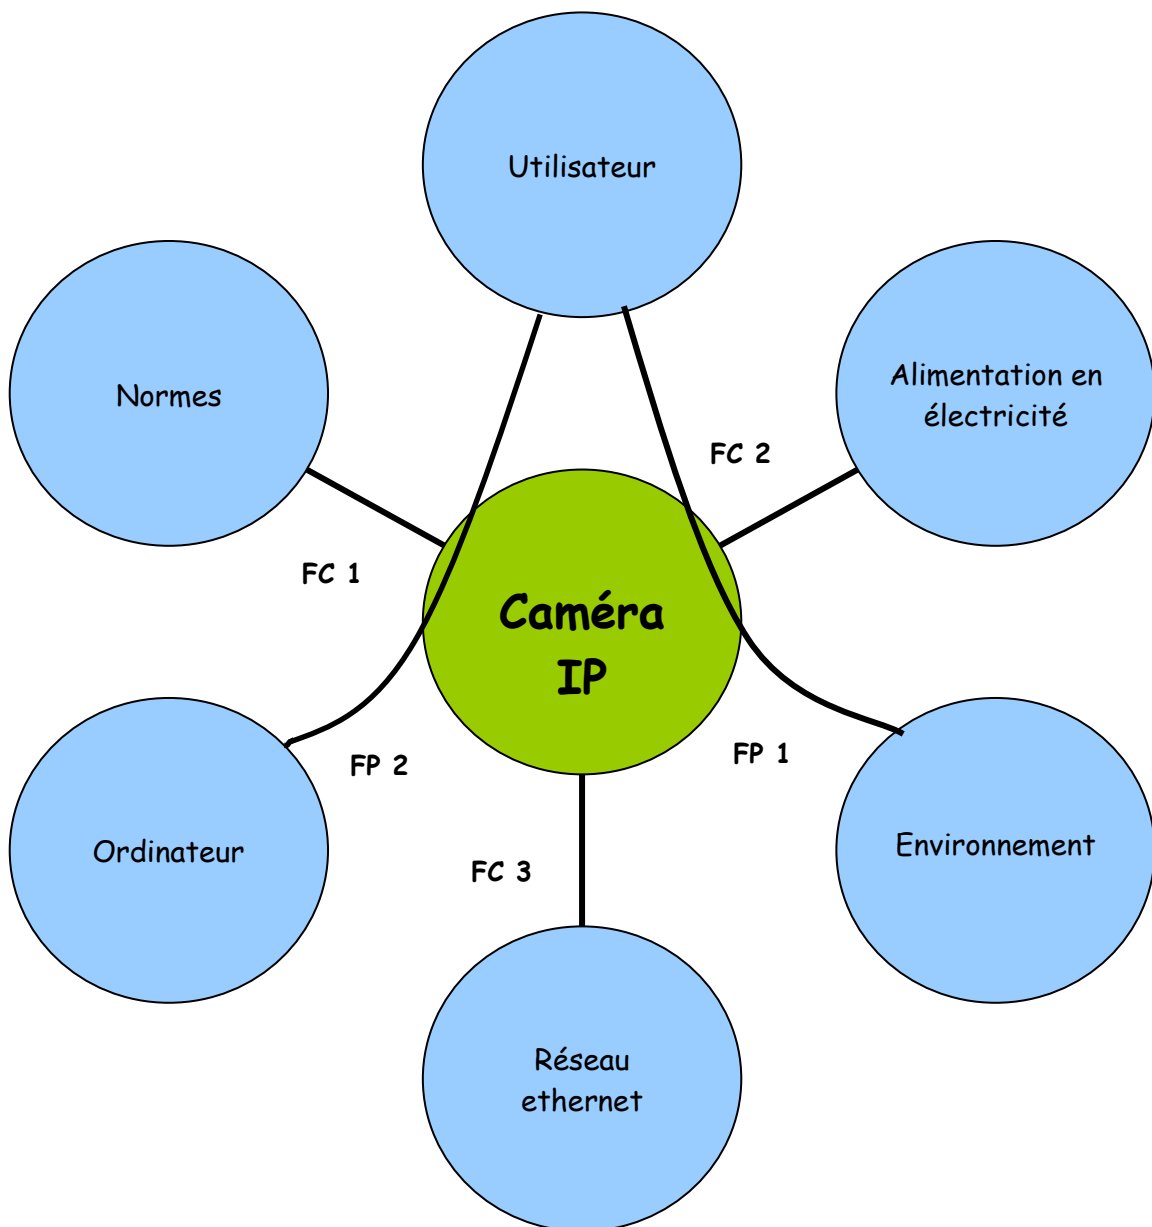 Utilisateur
Normes
Alimentation en
électricité
FC 2
FC 1
Caméra
IP
FP 2
FP 1
Ordinateur
Environnement
FC 3
Réseau
ethernet